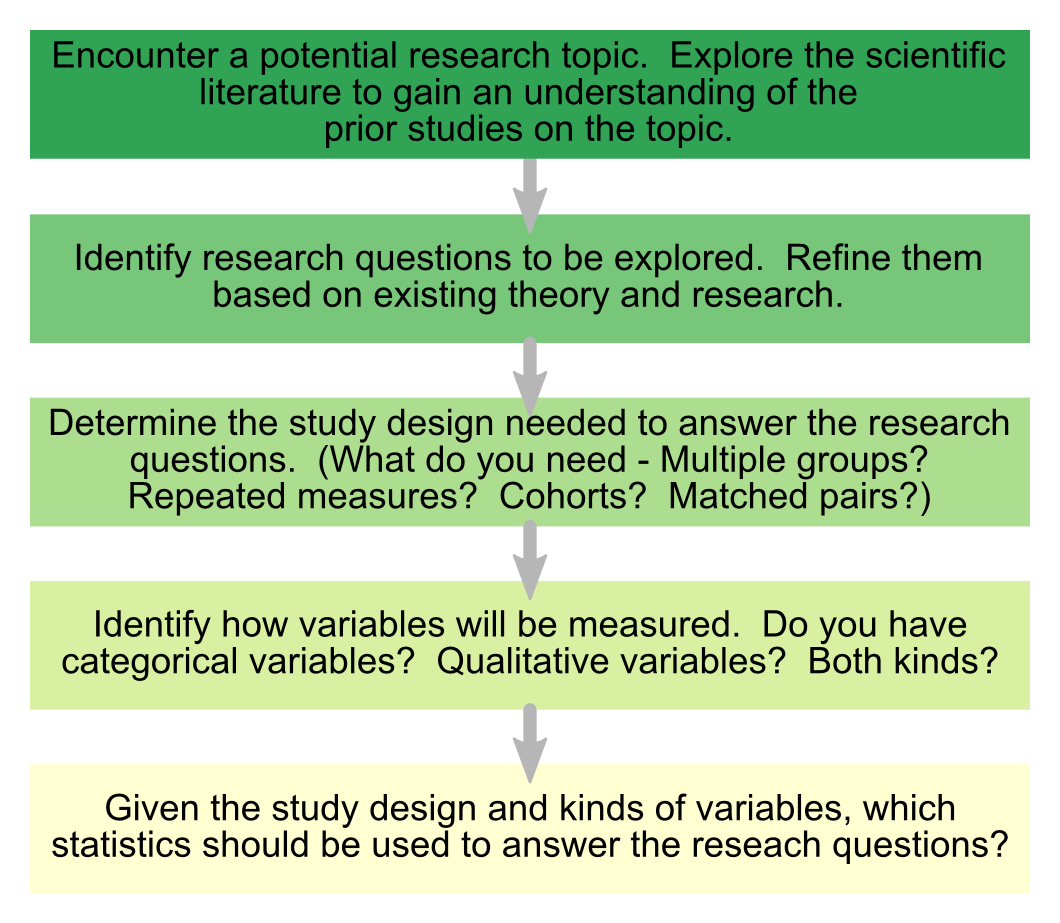 Encounter a potential research topic.  Explore the scientific
literature to gain an understanding of the
prior studies on the topic.
Identify research questions to be explored.  Refine them
based on existing theory and research.
Determine the study design needed to answer the research
questions.  (What do you need - Multiple groups?
Repeated measures?  Cohorts?  Matched pairs?)
Identify how variables will be measured.  Do you have
categorical variables?  Qualitative variables?  Both kinds?
Given the study design and kinds of variables, which
statistics should be used to answer the reseach questions?